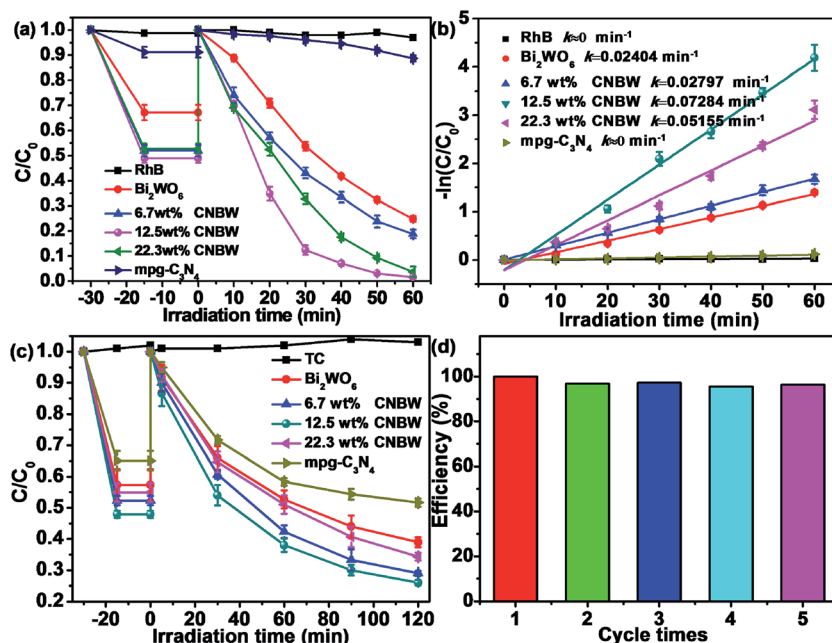 (a)
C/C0
1.0
0.9
0.8
0.7
0.6
0.5
0.4
0.3
0.2
0.1
0.0
RhB
Bi2WO6
6.7wt% CNBW
12.5wt% CNBW
22.3wt% CNBW
mpg-C3N4
-30 -20 -10 0 10 20 30 40 50 60
Irradiation time (min)
(b)
-ln(C/C0)
5
4
3
2
1
0
-1
RhB k≈0 min-1
Bi2WO6 k=0.02404 min-1
6.7 wt% CNBW k=0.02797 min-1
12.5 wt% CNBW k=0.07284 min-1
22.3 wt% CNBW k=0.05155 min-1
mpg-C3N4 k≈0 min-1
0 10 20 30 40 50 60
Irradiation time (min)
(c)
C/C0
1.0
0.9
0.8
0.7
0.6
0.5
0.4
0.3
0.2
TC
Bi2WO6
6.7 wt% CNBW
12.5 wt% CNBW
22.3 wt% CNBW
mpg-C3N4
-20 0 20 40 60 80 100 120
Irradiation time (min)
(d)
Efficiency (%)
120
100
80
60
40
20
0
1 2 3 4 5
Cycle times